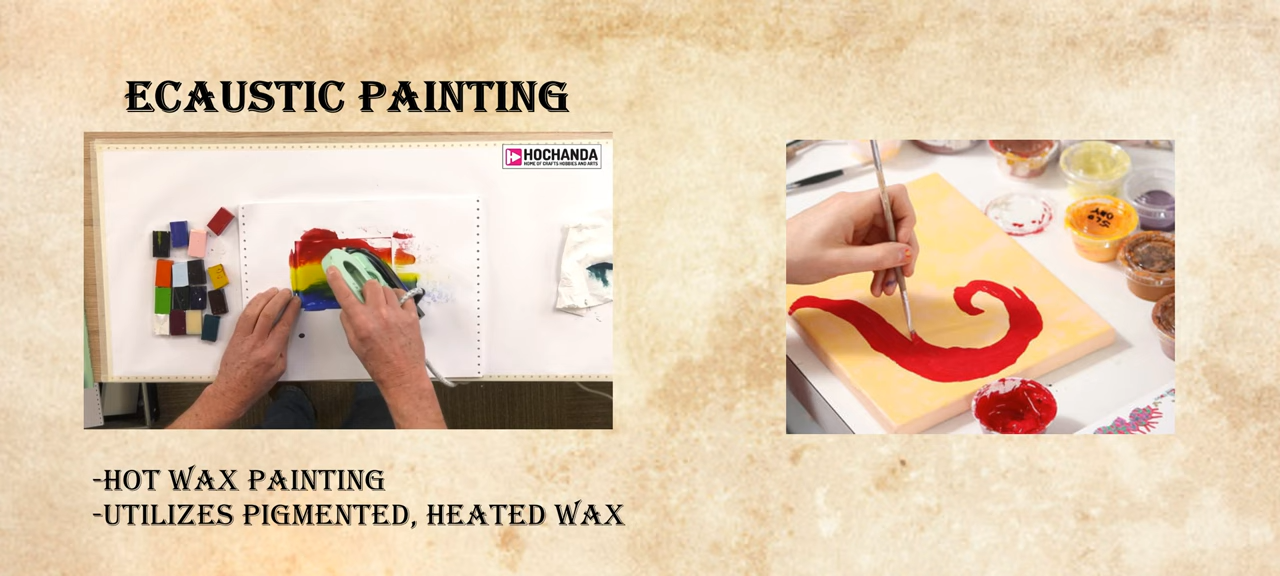 ECAUSTIC PAINTING
HOCHANDA
HOME OF CRAFTS HOBBIES AND ARTS
-HOT WAX PAINTING
-UTILIZES PIGMENTED, HEATED WAX